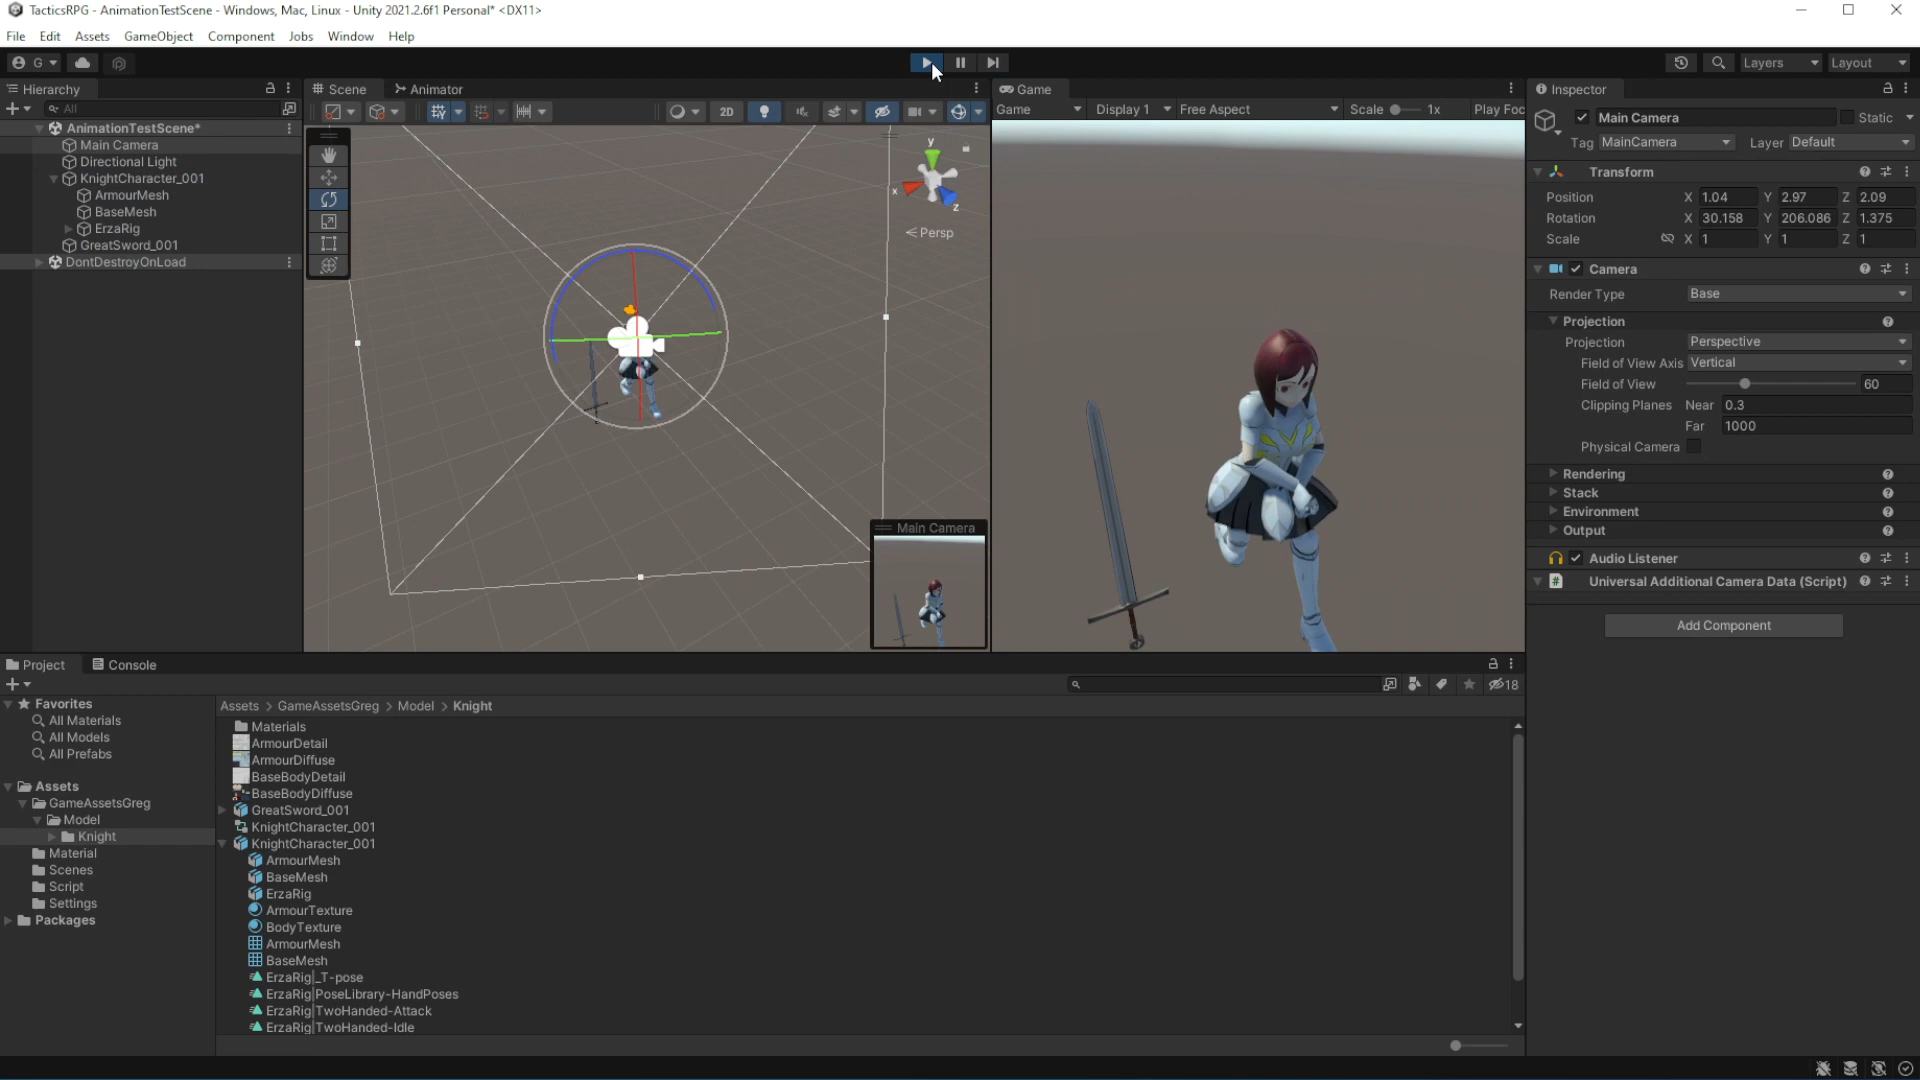 TacticsRPG - AnimationTestScene - Windows, Mac, Linux - Unity 2021.2.6f1 Personal* <DX11>
File Edit Assets GameObject Component Jobs Window Help
G Layers Layout
Hierarchy
All
AnimationTestScene*
Main Camera
Directional Light
KnightCharacter_001
ArmourMesh
BaseMesh
ErzaRig
GreatSword_001
DontDestroyOnLoad
Scene Animator
2D
y
x
z
Persp
Main Camera
Game
Game Display 1 Free Aspect Scale 1x Play Foc
Inspector
Main Camera Static
Tag MainCamera Layer Default
Transform
Position X 1.04 Y 2.97 Z 2.09
Rotation X 30.158 Y 206.086 Z 1.375
Scale X 1 Y 1 Z 1
Camera
Render Type Base
Projection
Projection Perspective
Field of View Axis Vertical
Field of View 60
Clipping Planes Near 0.3
Far 1000
Physical Camera
Rendering
Stack
Environment
Output
Audio Listener
# Universal Additional Camera Data (Script)
Add Component
Project Console
18
Favorites
All Materials
All Models
All Prefabs
Assets
GameAssetsGreg
Model
Knight
Material
Scenes
Script
Settings
Packages
Assets > GameAssetsGreg > Model > Knight
Materials
ArmourDetail
ArmourDiffuse
BaseBodyDetail
BaseBodyDiffuse
GreatSword_001
KnightCharacter_001
KnightCharacter_001
ArmourMesh
BaseMesh
ErzaRig
ArmourTexture
BodyTexture
ArmourMesh
BaseMesh
ErzaRig|_T-pose
ErzaRig|PoseLibrary-HandPoses
ErzaRig|TwoHanded-Attack
ErzaRig|TwoHanded-Idle